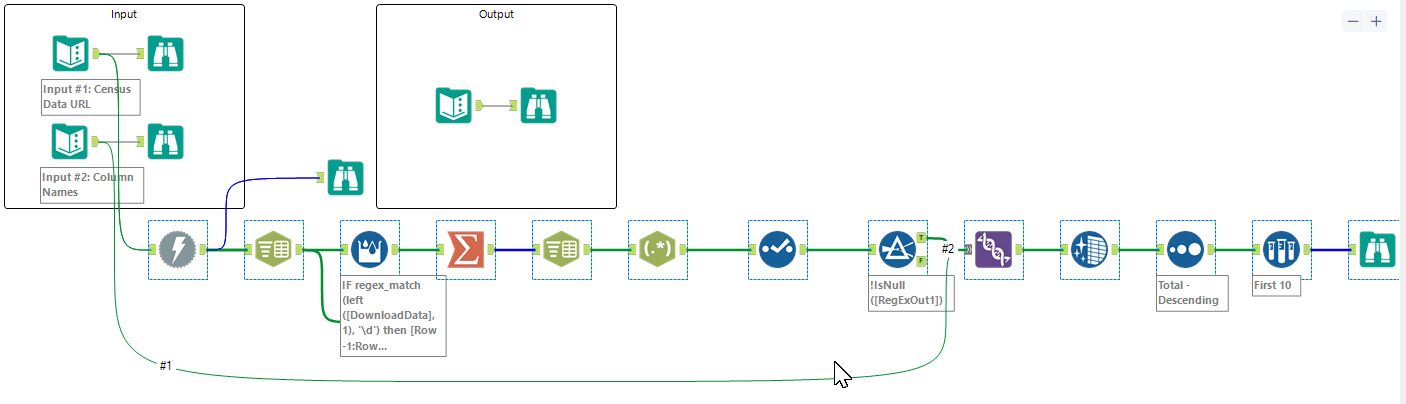 Input
Output
Input #1: Census
Data URL
Input #2: Column
Names
#2
IF regex_match
(left
([DownloadData],
1), '\d') then [Row
-1:Row...
(.*)
T
F
!IsNull
([RegExOut1])
Total -
Descending
First 10
#1